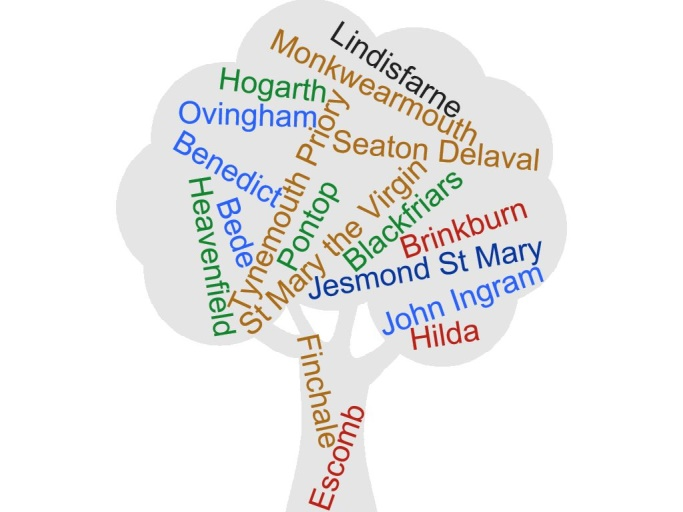 Lindisfarne
Monkwearmouth
Hogarth
Ovingham
Tynemouth Priory
Seaton Delaval
Benedict
Heavenfield
Bede
Pontop
St Mary the Virgin
Blackfriars
Brinkburn
Jesmond St Mary
John Ingram
Hilda
Finchale
Escomb